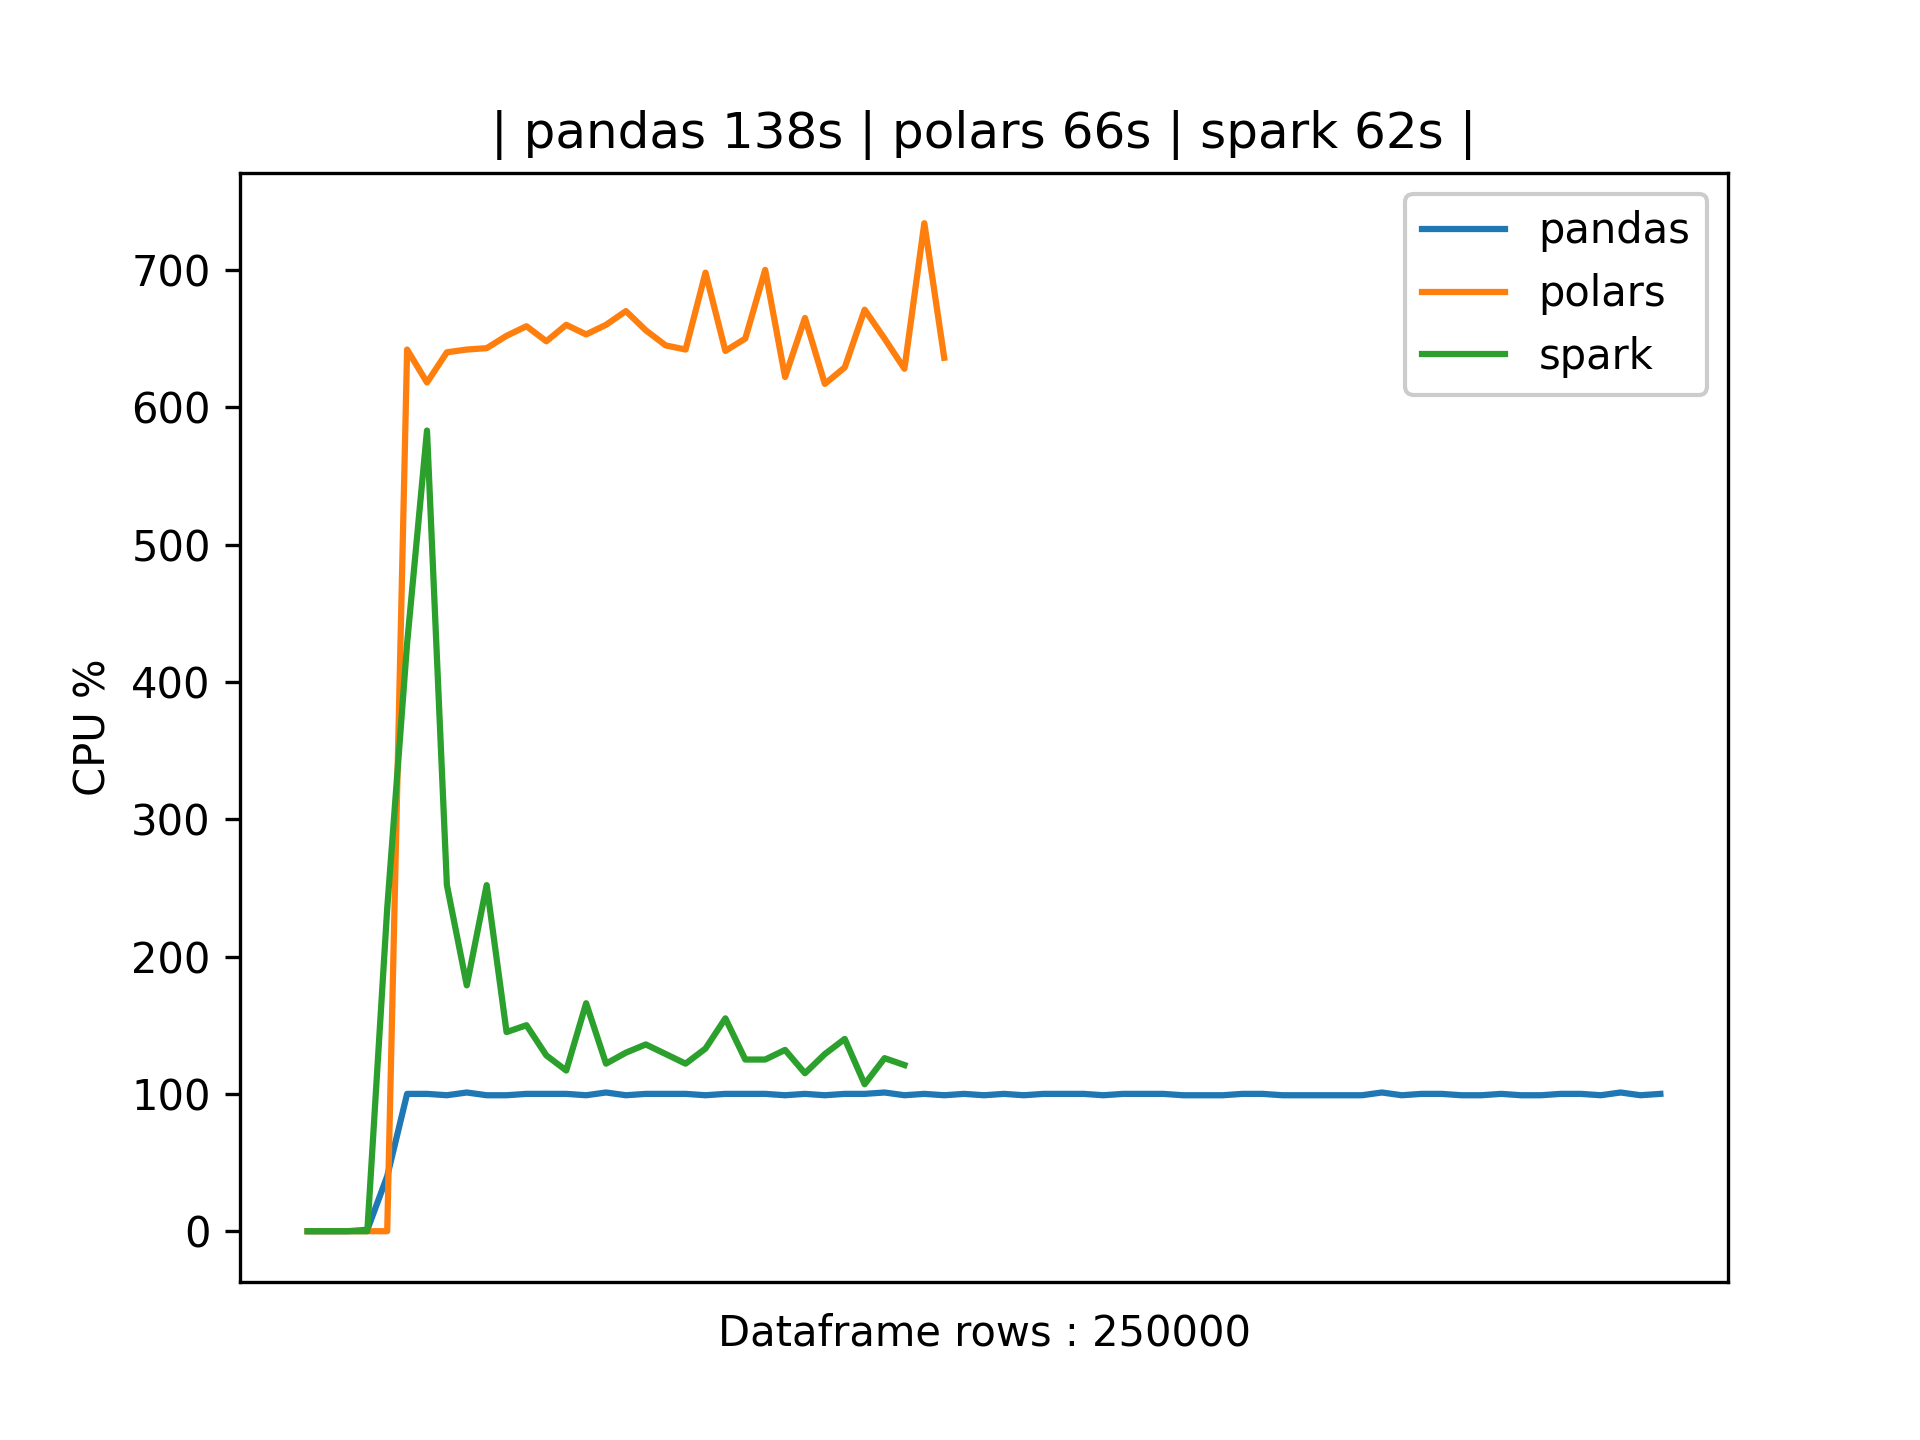 | pandas 138s | polars 66s | spark 62s |
pandas
polars
spark
700
600
500
400
300
200
100
0
CPU %
Dataframe rows : 250000